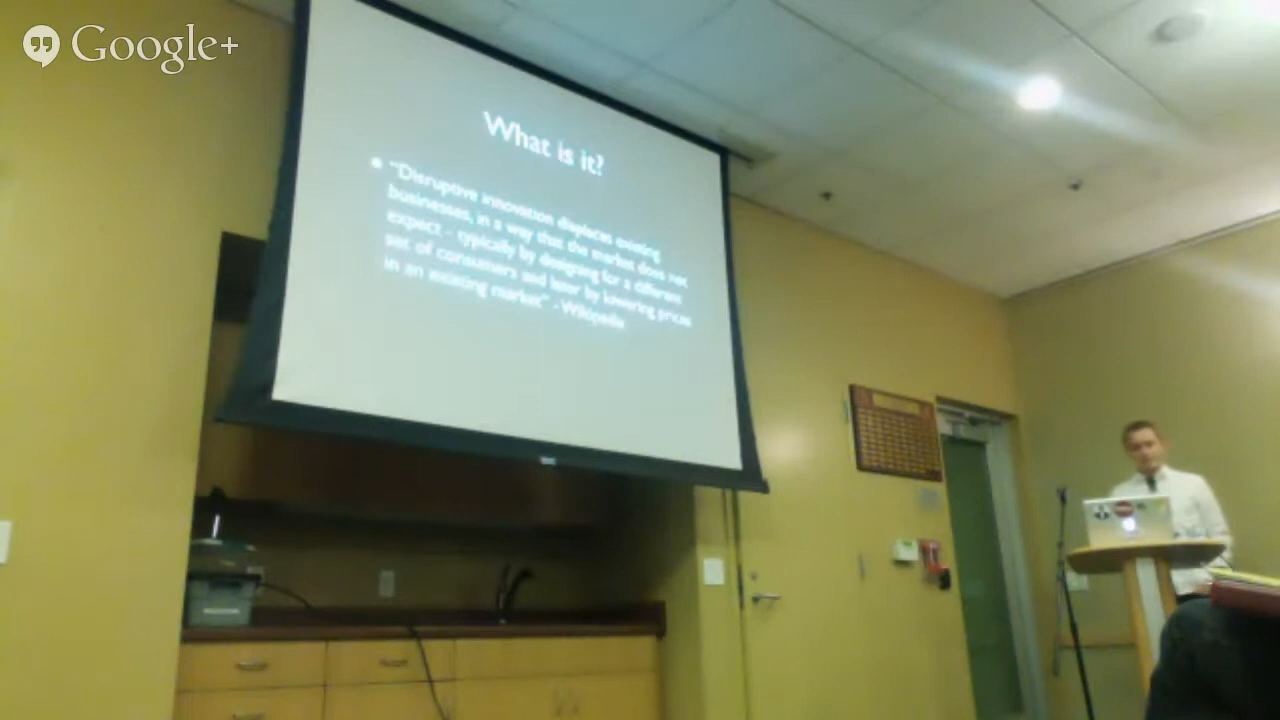 Google+
What is it?
• "Disruptive innovation displaces existing
businesses, in a way that the market does not
expect - typically by designing for a different
set of consumers and later by lowering prices
in an existing market" - Wikipedia